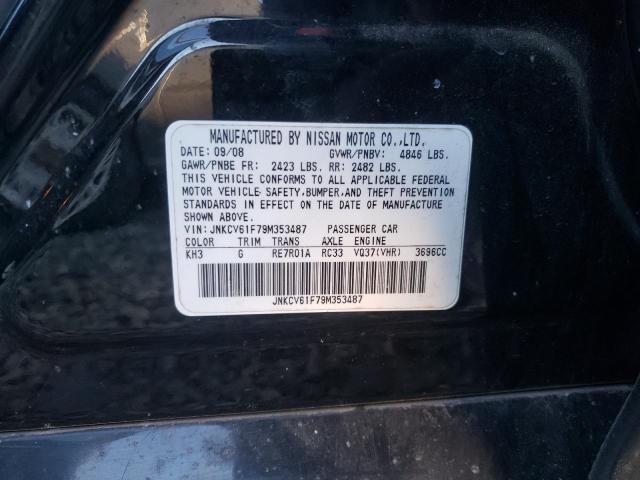 MANUFACTURED BY NISSAN MOTOR CO.,LTD.
DATE: 09/08 GVWR/PNBV: 4846 LBS.
GAWR/PNBE FR: 2423 LBS. RR: 2482 LBS.
THIS VEHICLE CONFORMS TO ALL APPLICABLE FEDERAL
MOTOR VEHICLE SAFETY,BUMPER,AND THEFT PREVENTION
STANDARDS IN EFFECT ON THE DATE OF MANUFACTURE
SHOWN ABOVE.
VIN:JNKCV61F79M353487 PASSENGER CAR
COLOR TRIM TRANS AXLE ENGINE
KH3 G RE7R01A RC33 VQ37(VHR) 3696CC
JNKCV61F79M353487